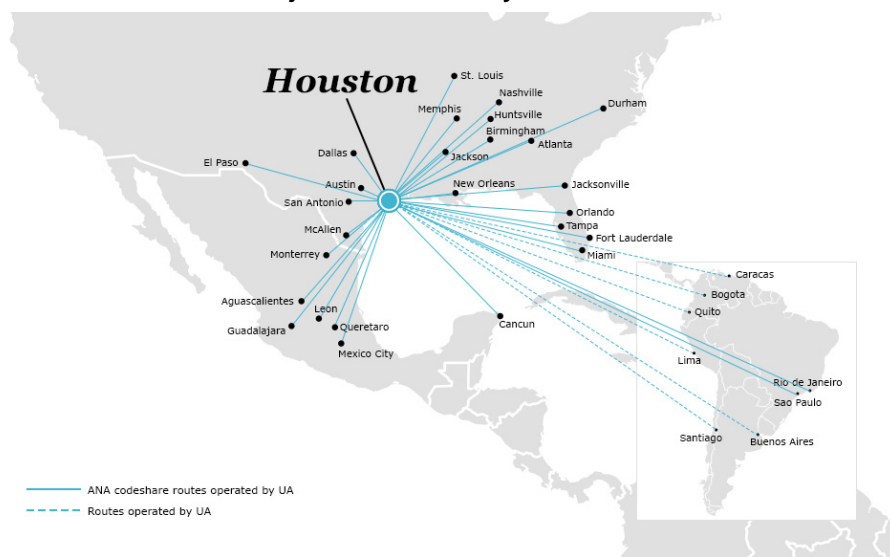 Houston
St. Louis
Nashville
Durham
Memphis
Huntsville
Birmingham
Atlanta
Dallas
Jackson
El Paso
Austin
New Orleans
Jacksonville
San Antonio
Orlando
McAllen
Tampa
Fort Lauderdale
Monterrey
Miami
Caracas
Bogota
Aguascalientes
Leon
Quito
Guadalajara
Queretaro
Cancun
Mexico City
Lima
Rio de Janeiro
Sao Paulo
Santiago
Buenos Aires
ANA codeshare routes operated by UA
Routes operated by UA